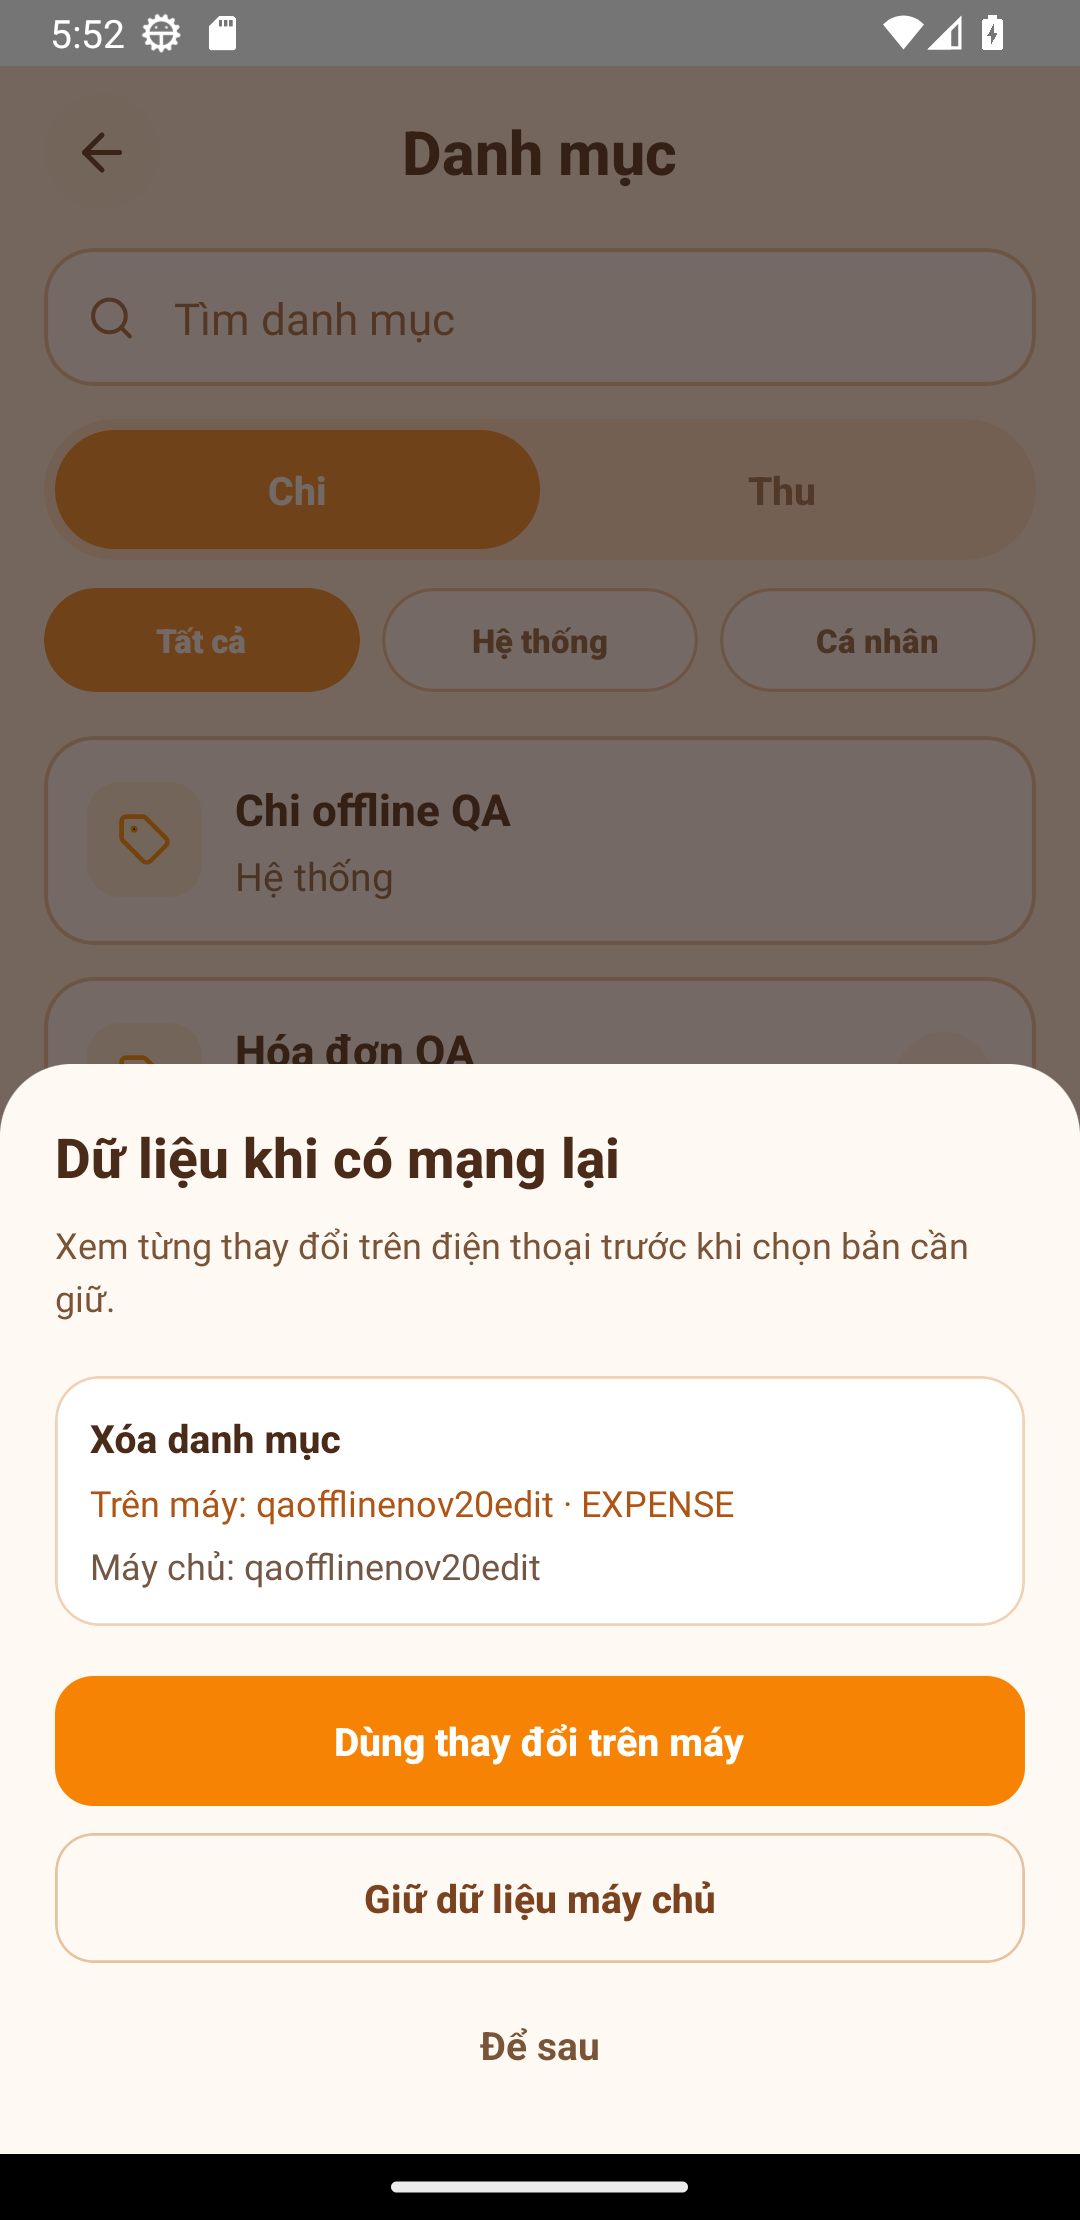 5:52
Danh mục
Tìm danh mục
Chi
Thu
Tất cả
Hệ thống
Cá nhân
Chi offline QA
Hệ thống
Hóa đơn QA
Dữ liệu khi có mạng lại
Xem từng thay đổi trên điện thoại trước khi chọn bản cần
giữ.
Xóa danh mục
Trên máy: qaofflinenov20edit · EXPENSE
Máy chủ: qaofflinenov20edit
Dùng thay đổi trên máy
Giữ dữ liệu máy chủ
Để sau